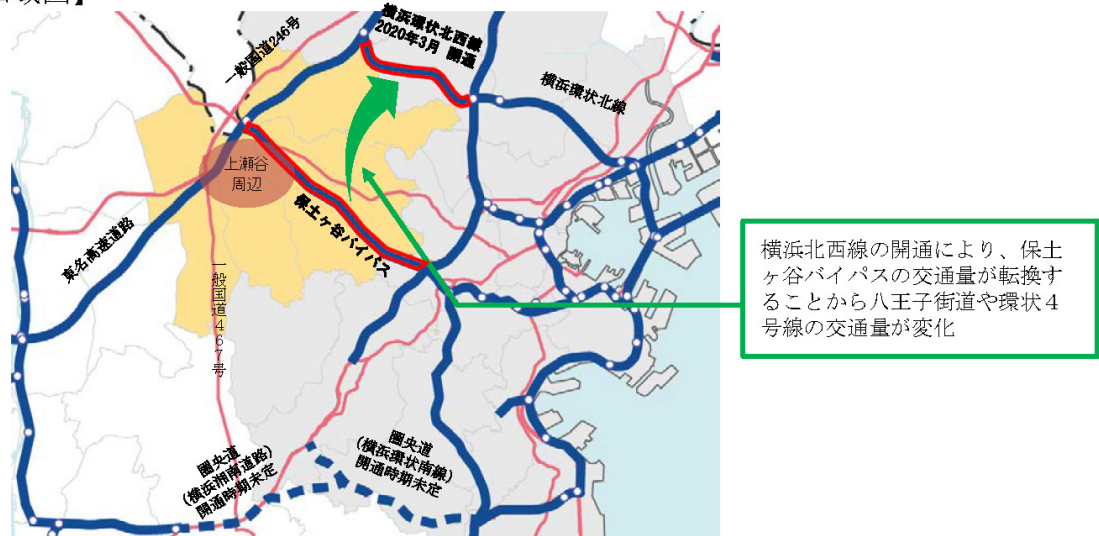 域図】
一般国道246号
横浜環状北西線
2020年3月 開通
横浜環状北線
上瀬谷
周辺
保土ヶ谷バイパス
東名高速道路
一般国道467号
横浜北西線の開通により、保土
ヶ谷バイパスの交通量が転換す
ることから八王子街道や環状４
号線の交通量が変化
圏央道
(横浜湘南道路)
開通時期未定
圏央道
(横浜環状南線)
開通時期未定